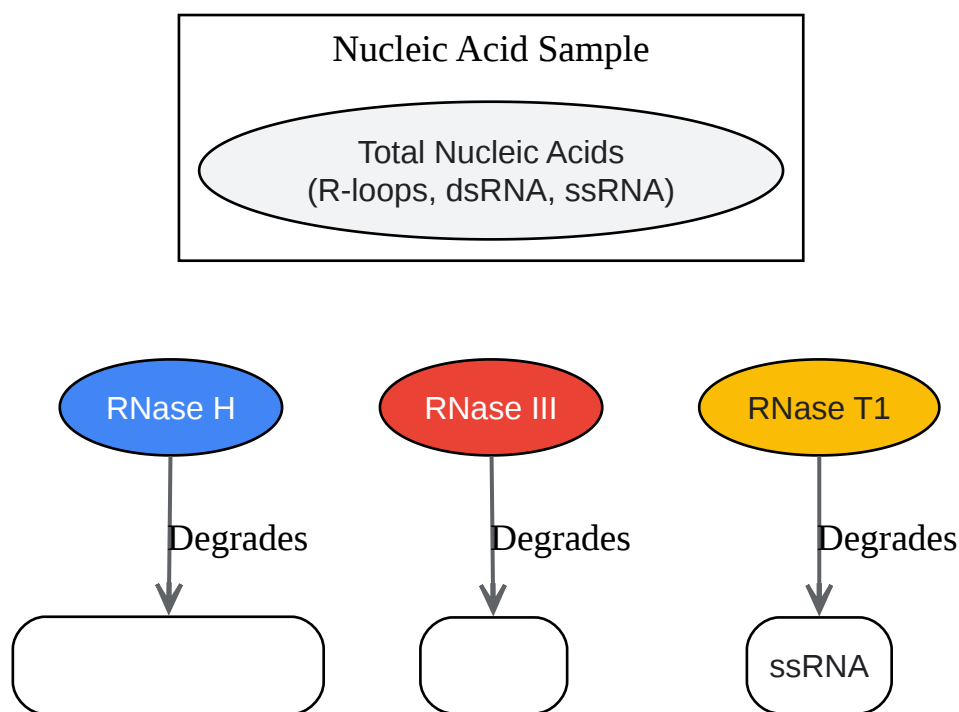 Nucleic Acid Sample
Total Nucleic Acids
(R-loops, dsRNA, ssRNA)
RNase H
RNase III
RNase T1
Degrades
Degrades
Degrades
ssRNA